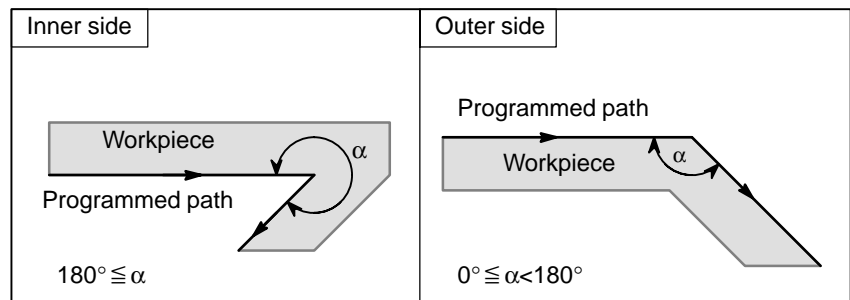 Inner side
Workpiece
α
Programmed path
180° ≦ α
Outer side
Programmed path
Workpiece
α
0° ≦ α<180°